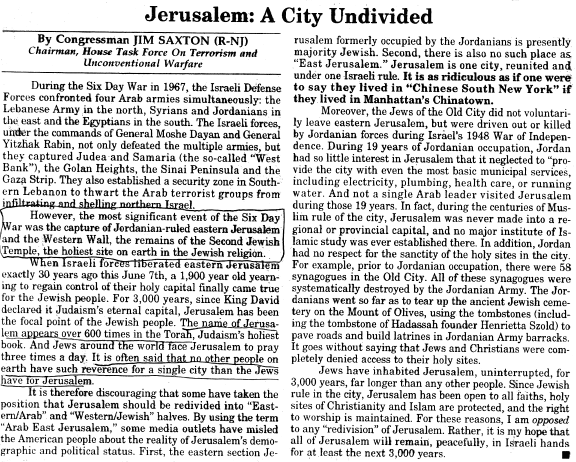 Jerusalem: A City Undivided
By Congressman JIM SAXTON (R-NJ)
Chairman, House Task Force On Terrorism and
Unconventional Warfare
During the Six Day War in 1967, the Israeli Defense
Forces confronted four Arab armies simultaneously: the
Lebanese Army in the north, Syrians and Jordanians in
the east and the Egyptians in the south. The Israeli forces,
under the commands of General Moshe Dayan and General
Yitzhak Rabin, not only defeated the multiple armies, but
they captured Judea and Samaria (the so-called "West
Bank"), the Golan Heights, the Sinai Peninsula and the
Gaza Strip. They also established a security zone in South-
ern Lebanon to thwart the Arab terrorist groups from
infiltrating and shelling northern Israel.
However, the most significant event of the Six Day
War was the capture of Jordanian-ruled eastern Jerusalem
and the Western Wall, the remains of the Second Jewish
Temple, the holiest site on earth in the Jewish religion.
When Israeli forces liberated eastern Jerusalem
exactly 30 years ago this June 7th, a 1,900 year old yearn-
ing to regain control of their holy capital finally came true
for the Jewish people. For 3,000 years, since King David
declared it Judaism's eternal capital, Jerusalem has been
the focal point of the Jewish people. The name of Jerusa-
lem appears over 600 times in the Torah, Judaism's holiest
book. And Jews around the world face Jerusalem to pray
three times a day. It is often said that no other people on
earth have such reverence for a single city than the Jews
have for Jerusalem.
It is therefore discouraging that some have taken the
position that Jerusalem should be redivided into "East-
ern/Arab" and "Western/Jewish" halves. By using the term
"Arab East Jerusalem," some media outlets have misled
the American people about the reality of Jerusalem's demo-
graphic and political status. First, the eastern section Je-
rusalem formerly occupied by the Jordanians is presently
majority Jewish. Second, there is also no such place as
"East Jerusalem." Jerusalem is one city, reunited and
under one Israeli rule. It is as ridiculous as if one were
to say they lived in "Chinese South New York" if
they lived in Manhattan's Chinatown.
Moreover, the Jews of the Old City did not voluntari-
ly leave eastern Jerusalem, but were driven out or killed
by Jordanian forces during Israel's 1948 War of Indepen-
dence. During 19 years of Jordanian occupation, Jordan
had so little interest in Jerusalem that it neglected to "pro-
vide the city with even the most basic municipal services,
including electricity, plumbing, health care, or running
water. And not a single Arab leader visited Jerusalem
during those 19 years. In fact, during the centuries of Mus-
lim rule of the city, Jerusalem was never made into a re-
gional or provincial capital, and no major institute of Is-
lamic study was ever established there. In addition, Jordan
had no respect for the sanctity of the holy sites in the city.
For example, prior to Jordanian occupation, there were 58
synagogues in the Old City. All of these synagogues were
systematically destroyed by the Jordanian Army. The Jor-
danians went so far as to tear up the ancient Jewish ceme-
tery on the Mount of Olives, using the tombstones (includ-
ing the tombstone of Hadassah founder Henrietta Szold) to
pave roads and build latrines in Jordanian Army barracks.
It goes without saying that Jews and Christians were com-
pletely denied access to their holy sites.
Jews have inhabited Jerusalem, uninterrupted, for
3,000 years, far longer than any other people. Since Jewish
rule in the city, Jerusalem has been open to all faiths, holy
sites of Christianity and Islam are protected, and the right
to worship is maintained. For these reasons, I am opposed
to any "redivision" of Jerusalem. Rather, it is my hope that
all of Jerusalem will remain, peacefully, in Israeli hands
for at least the next 3,000 years.